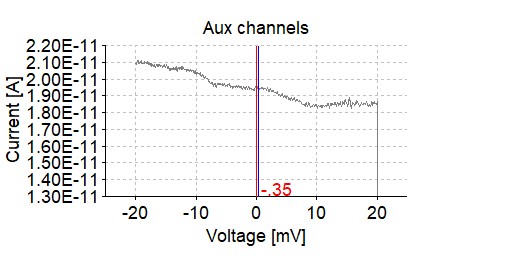 Aux channels
Current [A]
2.20E-11
2.10E-11
2.00E-11
1.90E-11
1.80E-11
1.70E-11
1.60E-11
1.50E-11
1.40E-11
1.30E-11
-.35
-20 -10 0 10 20
Voltage [mV]